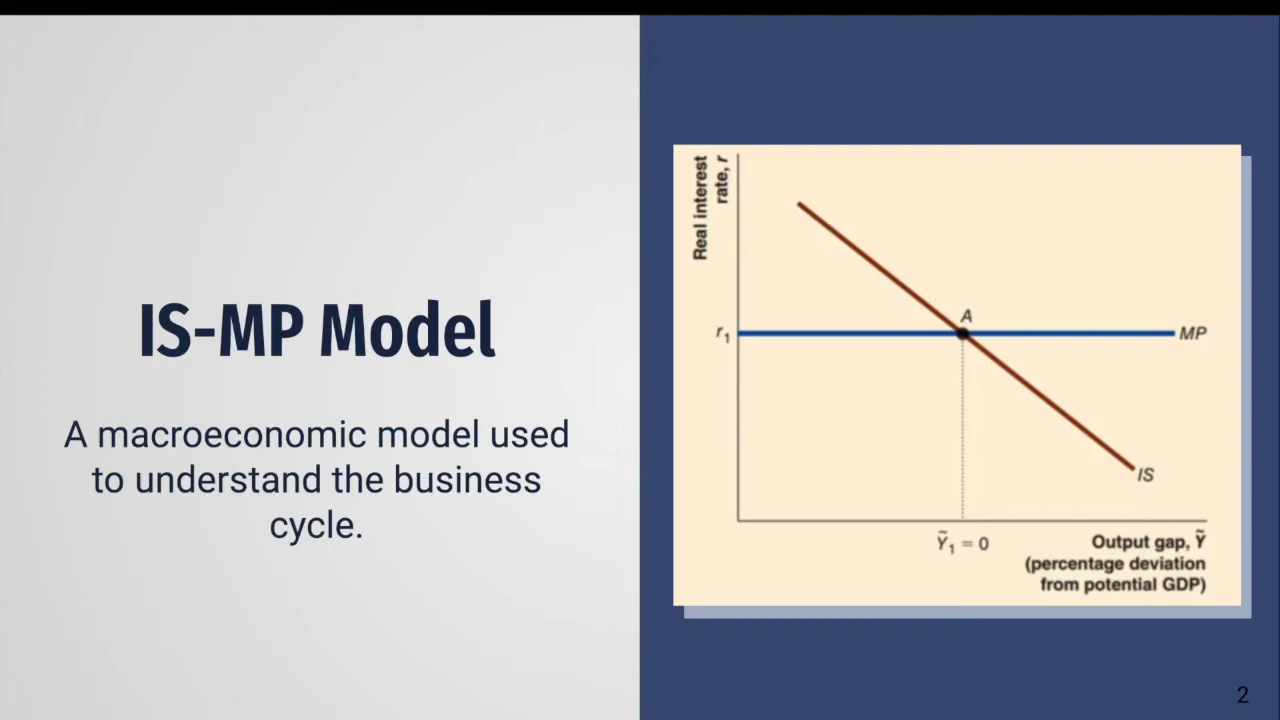 IS-MP Model
A macroeconomic model used
to understand the business
cycle.
Real interest
rate, r
A
r₁
MP
IS
Ỹ₁ = 0
Output gap, Ỹ
(percentage deviation
from potential GDP)
2